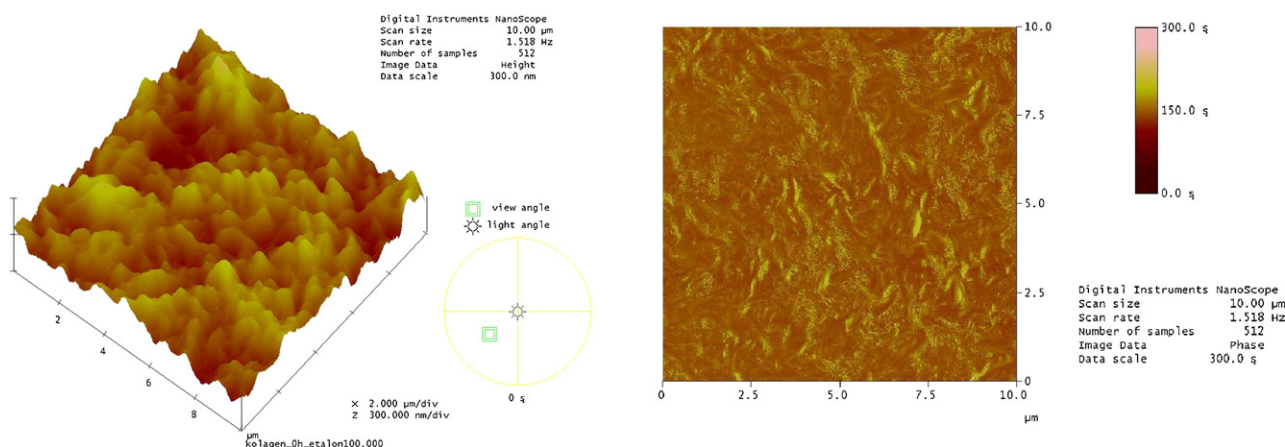 Digital Instruments NanoScope
Scan size 10.00 µm
Scan rate 1.518 Hz
Number of samples 512
Image Data Height
Data scale 300.0 nm
view angle
light angle
0 ş
2
4
6
8
µm
X 2.000 µm/div
Z 300.000 nm/div
kolagen_0h_etalon100.000
10.0
7.5
5.0
2.5
0
0 2.5 5.0 7.5 10.0
µm
300.0 ş
150.0 ş
0.0 ş
Digital Instruments NanoScope
Scan size 10.00 µm
Scan rate 1.518 Hz
Number of samples 512
Image Data Phase
Data scale 300.0 ş